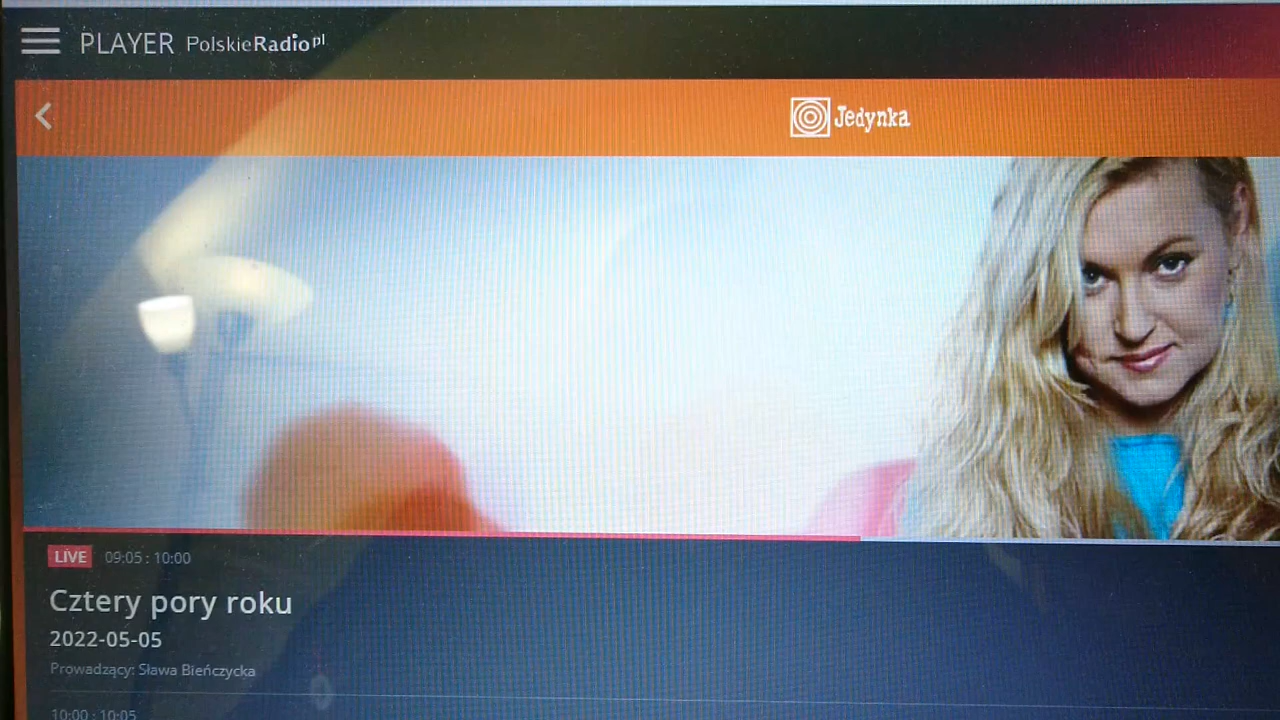 PLAYER PolskieRadio.pl
Jedynka
LIVE 09:05 : 10:00
Cztery pory roku
2022-05-05
Prowadzący: Sława Bieńczycka
10:00 : 10:05